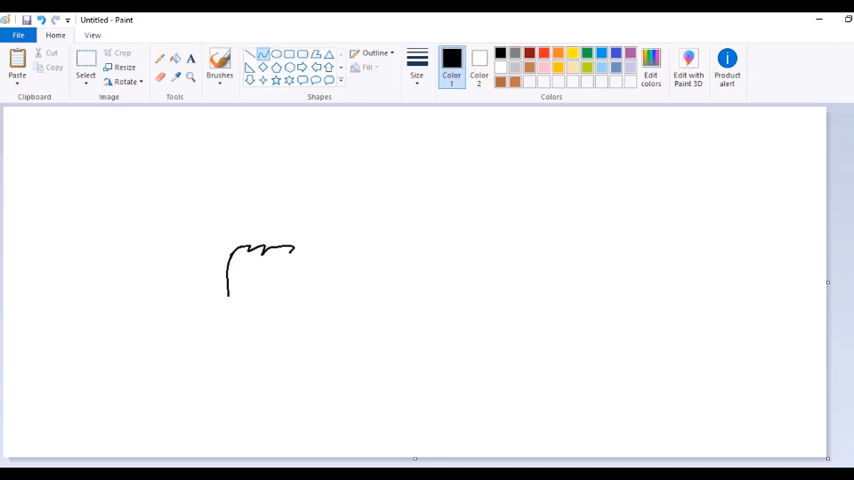 Untitled - Paint
File Home View
Paste
Cut
Copy
Clipboard
Select
Crop
Resize
Rotate
Image
A
Tools
Brushes
Outline
Fill
Shapes
Size
Color 1
Color 2
Colors
Edit colors
Edit with Paint 3D
Product alert